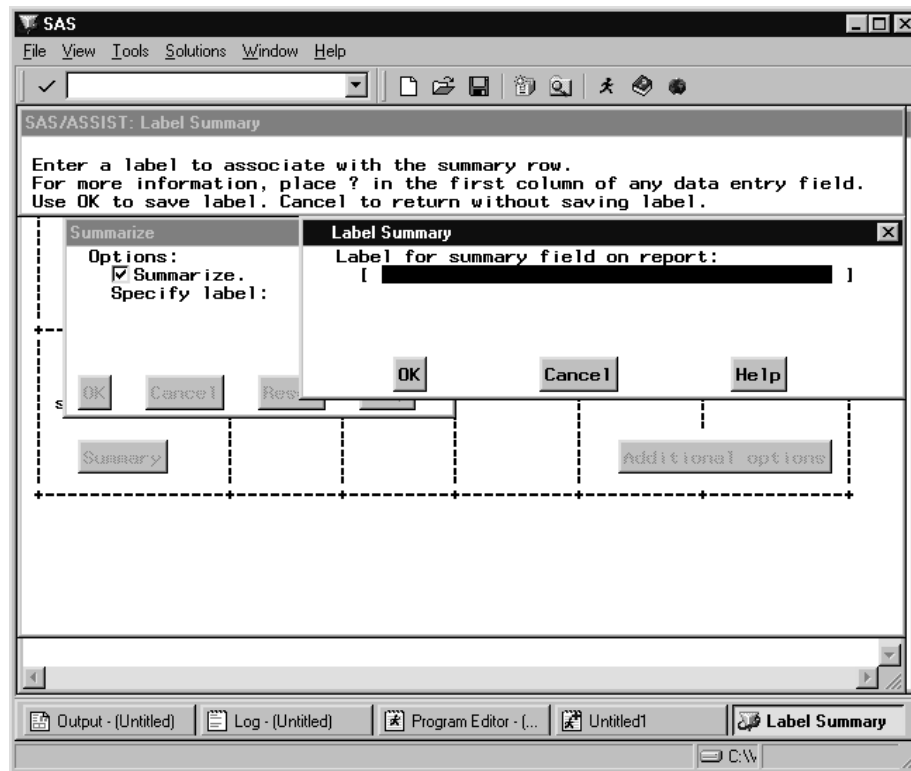 SAS
File View Tools Solutions Window Help
SAS/ASSIST: Label Summary
Enter a label to associate with the summary row.
For more information, place ? in the first column of any data entry field.
Use OK to save label. Cancel to return without saving label.
Summarize
Options:
Summarize.
Specify label:
OK Cancel
Label Summary
Label for summary field on report:
[ ]
OK Cancel Help
s
Summary Additional options
Output - (Untitled) Log - (Untitled) Program Editor - (... Untitled1 Label Summary
C:\